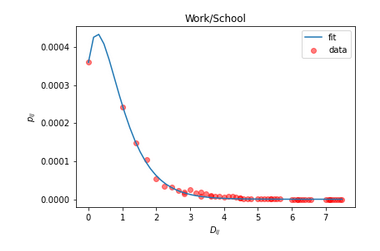 Work/School
fit
data
0.0004
0.0003
0.0002
0.0001
0.0000
p_ij
0 1 2 3 4 5 6 7
D_ij